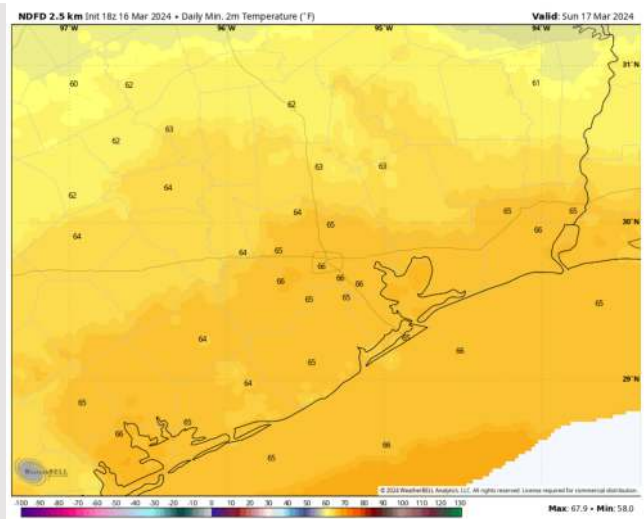 NDFD 2.5 km Init 18z 16 Mar 2024 • Daily Min. 2m Temperature (°F)
Valid: Sun 17 Mar 2024
97°W 96°W 95°W 94°W
31°N
60 62 61
62
62 63
63 63
64
62
64 65 65
65 30°N
64 66
64 65
66
66 66 66
65 65 65
64
65 66
64 29°N
65
65
66
65 66
WeatherBELL
© 2024 WeatherBELL Analytics, LLC. All rights reserved. License required for commercial distribution.
-100 -90 -80 -70 -60 -50 -40 -30 -20 -10 0 10 20 30 40 50 60 70 80 90 100 110 120 130
Max: 67.9 • Min: 58.0